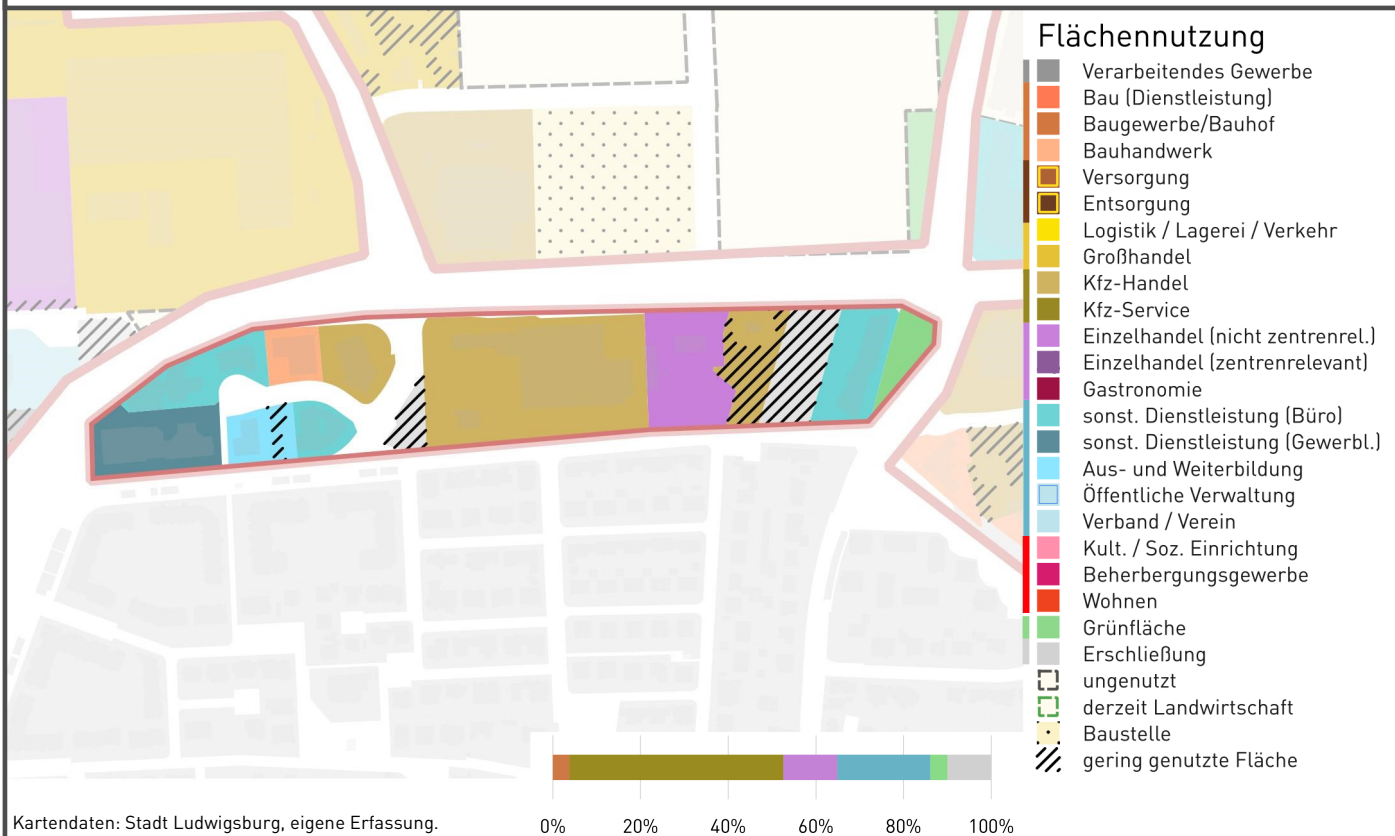 Flächennutzung
Verarbeitendes Gewerbe
Bau (Dienstleistung)
Baugewerbe/Bauhof
Bauhandwerk
Versorgung
Entsorgung
Logistik / Lagerei / Verkehr
Großhandel
Kfz-Handel
Kfz-Service
Einzelhandel (nicht zentrenrel.)
Einzelhandel (zentrenrelevant)
Gastronomie
sonst. Dienstleistung (Büro)
sonst. Dienstleistung (Gewerbl.)
Aus- und Weiterbildung
Öffentliche Verwaltung
Verband / Verein
Kult. / Soz. Einrichtung
Beherbergungsgewerbe
Wohnen
Grünfläche
Erschließung
ungenutzt
derzeit Landwirtschaft
Baustelle
gering genutzte Fläche
Kartendaten: Stadt Ludwigsburg, eigene Erfassung.
0% 20% 40% 60% 80% 100%